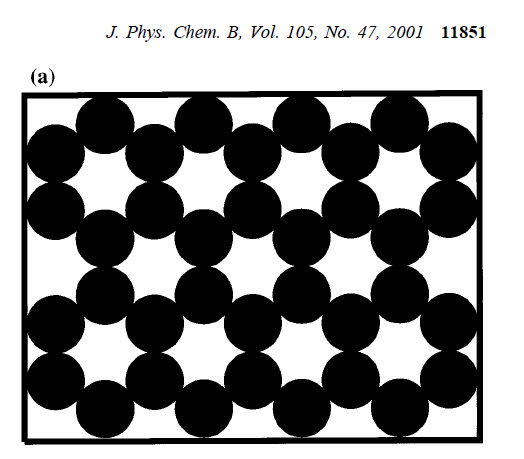 J. Phys. Chem. B, Vol. 105, No. 47, 2001 11851
(a)